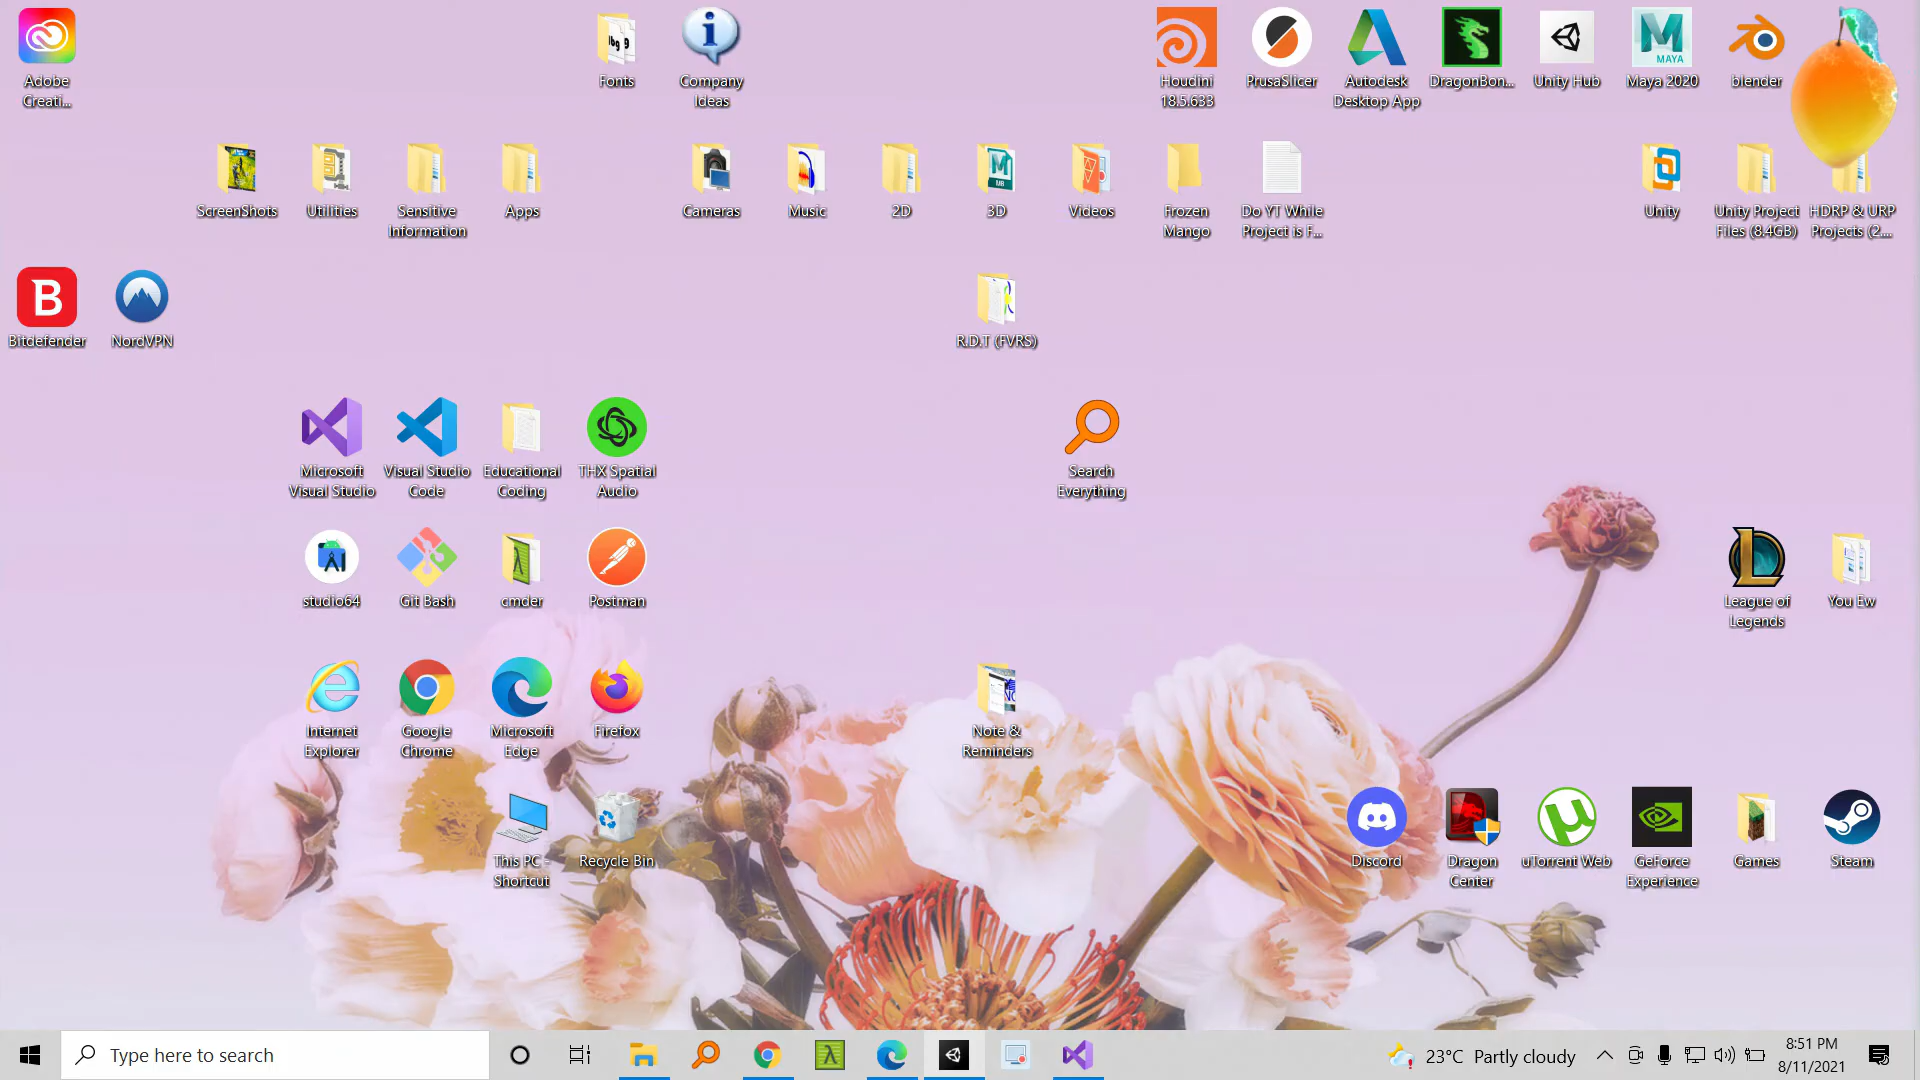 Adobe
Creati...
Fonts
Company
Ideas
Houdini
18.5.633
PrusaSlicer
Autodesk
Desktop App
DragonBon...
Unity Hub
MAYA
Maya 2020
blender
ScreenShots
Utilities
Sensitive
Information
Apps
Cameras
Music
2D
3D
Videos
Frozen
Mango
Do YT While
Project is F...
Unity
Unity Project
Files (8.4GB)
HDRP & URP
Projects (2....
Bitdefender
NordVPN
R.D.T (FVRS)
Microsoft
Visual Studio
Visual Studio
Code
Educational
Coding
THX Spatial
Audio
Search
Everything
studio64
Git Bash
cmder
Postman
League of
Legends
You Ew
Internet
Explorer
Google
Chrome
Microsoft
Edge
Firefox
Note &
Reminders
This PC -
Shortcut
Recycle Bin
Discord
Dragon
Center
uTorrent Web
GeForce
Experience
Games
Steam
Type here to search
23°C Partly cloudy
8:51 PM
8/11/2021